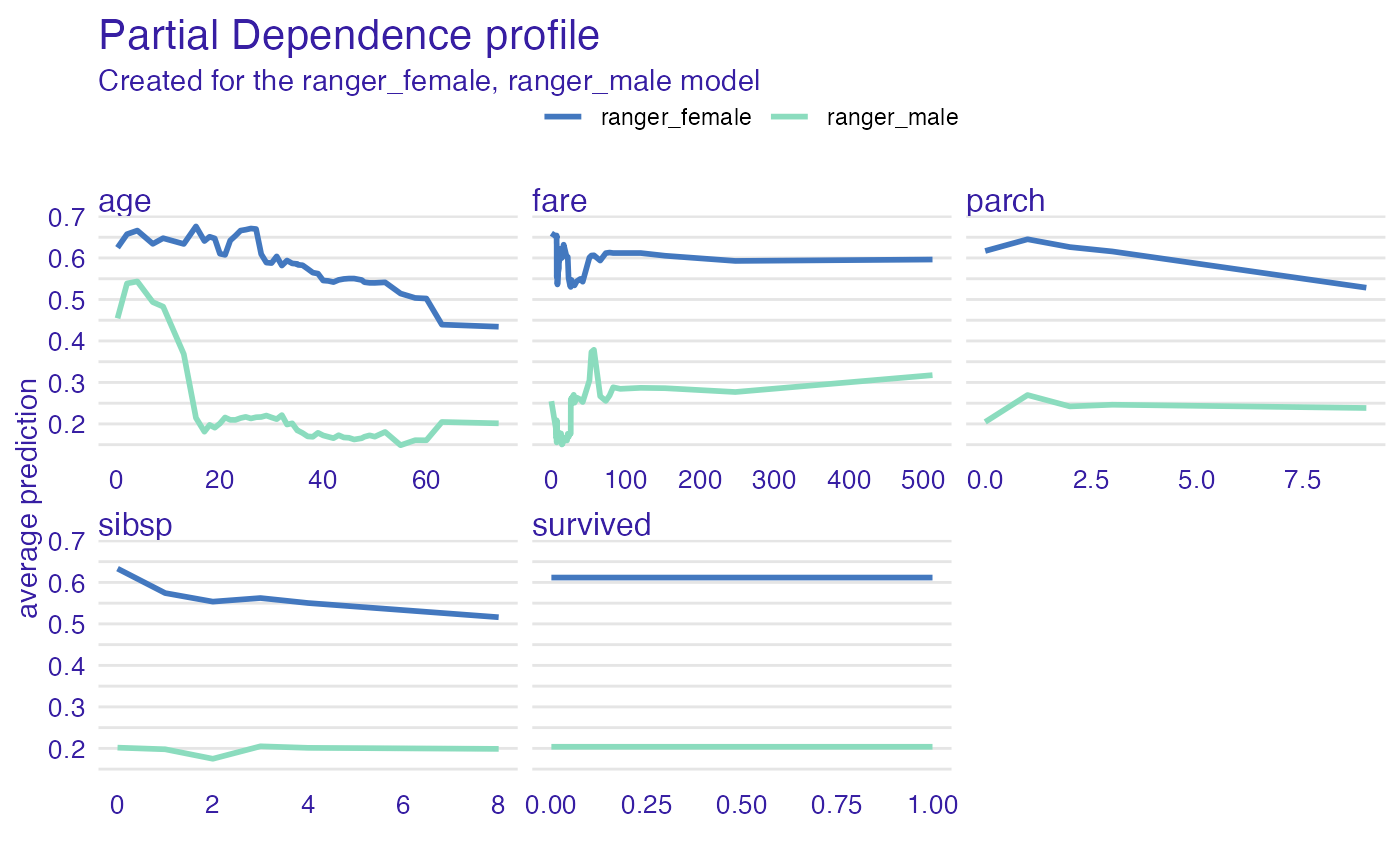 Partial Dependence profile
Created for the ranger_female, ranger_male model
ranger_female ranger_male
age fare parch
0.7
0.6
0.5
0.4
0.3
0.2
0 20 40 60 0 100 200 300 400 500 0.0 2.5 5.0 7.5
average prediction
sibsp survived
0.7
0.6
0.5
0.4
0.3
0.2
0 2 4 6 8 0.00 0.25 0.50 0.75 1.00